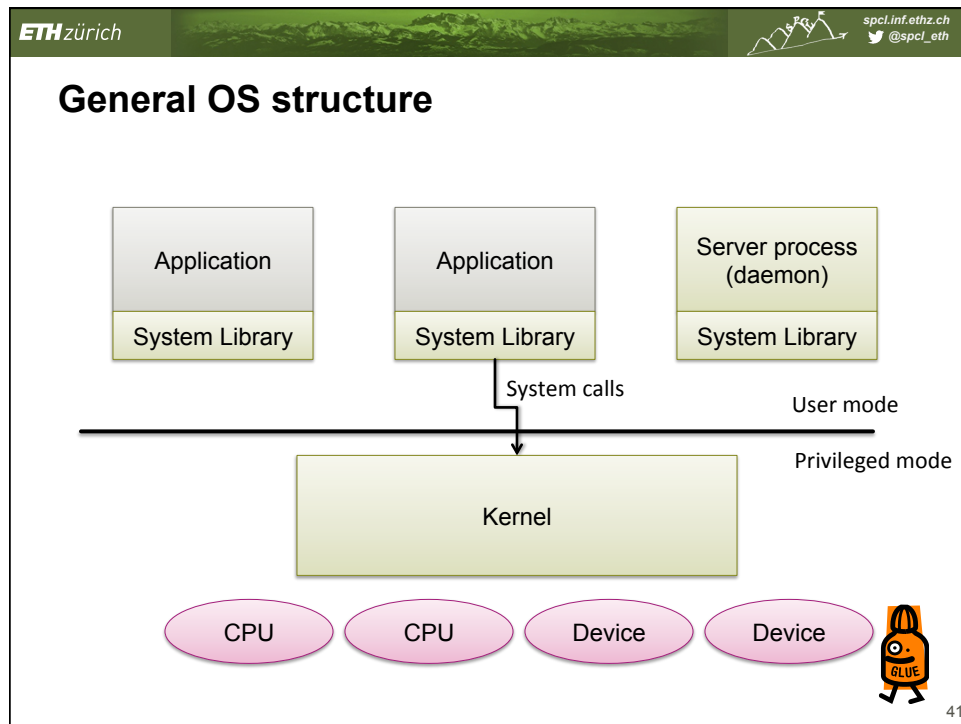 ETH zürich
spcl.inf.ethz.ch
@spcl_eth
General OS structure
Application
System Library
Application
System Library
Server process
(daemon)
System Library
System calls
User mode
Privileged mode
Kernel
CPU
CPU
Device
Device
GLUE
41